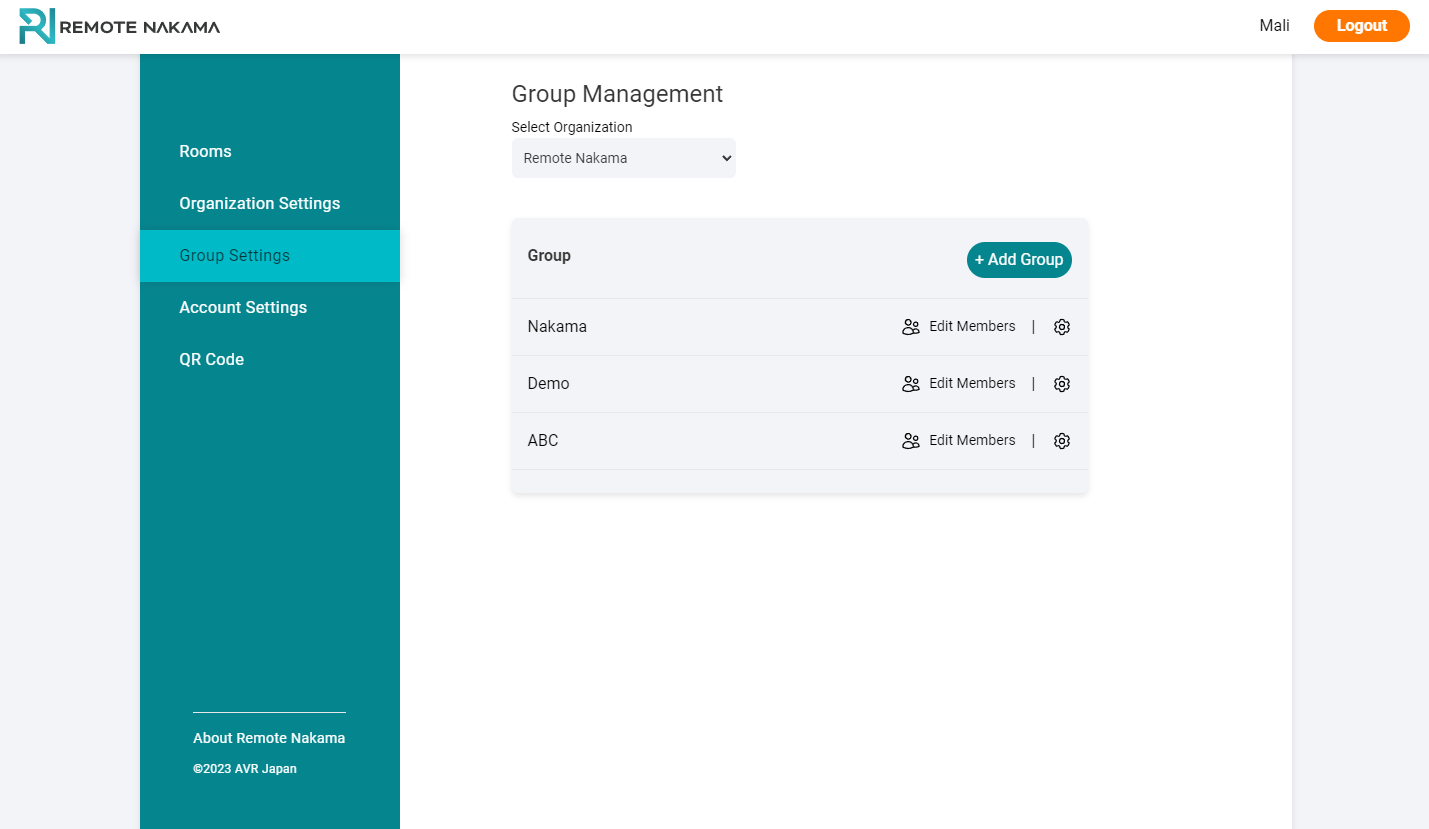 REMOTE NAKAMA
Mali
Logout
Rooms
Organization Settings
Group Settings
Account Settings
QR Code
About Remote Nakama
©2023 AVR Japan
Group Management
Select Organization
Remote Nakama
Group
+ Add Group
Nakama Edit Members |
Demo Edit Members |
ABC Edit Members |